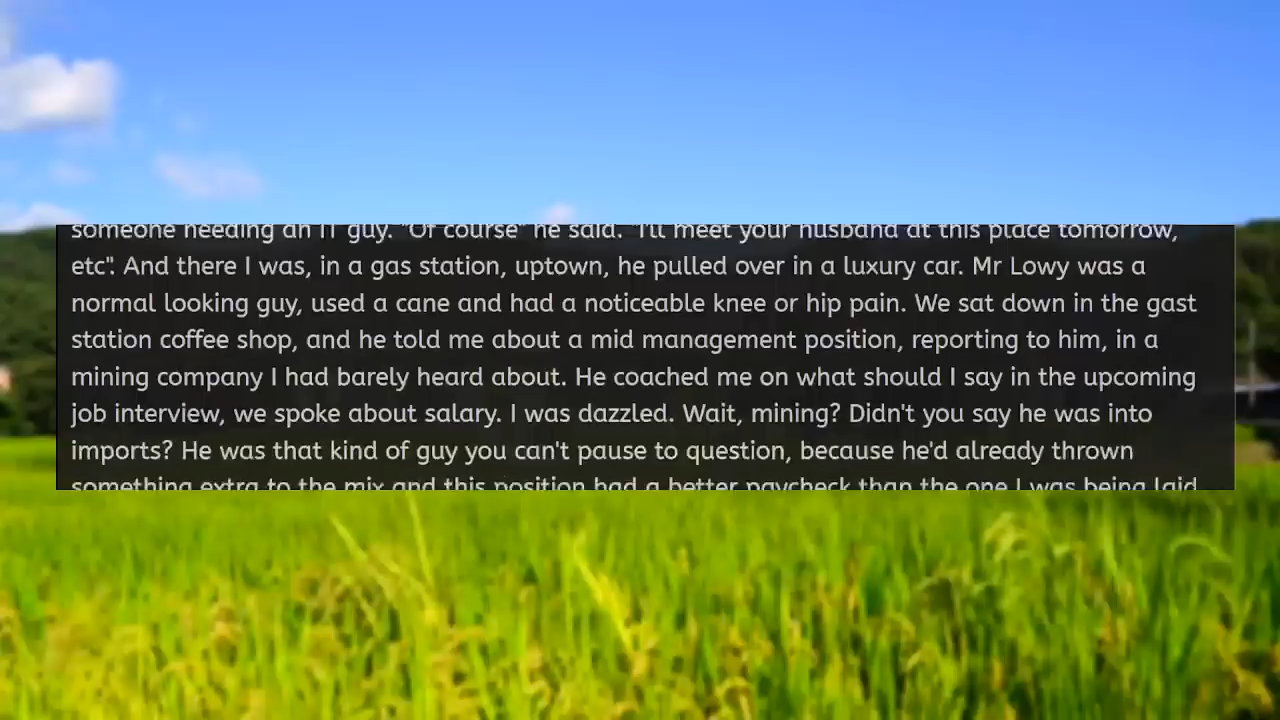 someone needing an IT guy. "Of course" he said. "I'll meet your husband at this place tomorrow,
etc". And there I was, in a gas station, uptown, he pulled over in a luxury car. Mr Lowy was a
normal looking guy, used a cane and had a noticeable knee or hip pain. We sat down in the gast
station coffee shop, and he told me about a mid management position, reporting to him, in a
mining company I had barely heard about. He coached me on what should I say in the upcoming
job interview, we spoke about salary. I was dazzled. Wait, mining? Didn't you say he was into
imports? He was that kind of guy you can't pause to question, because he'd already thrown
something extra to the mix and this position had a better paycheck than the one I was being laid